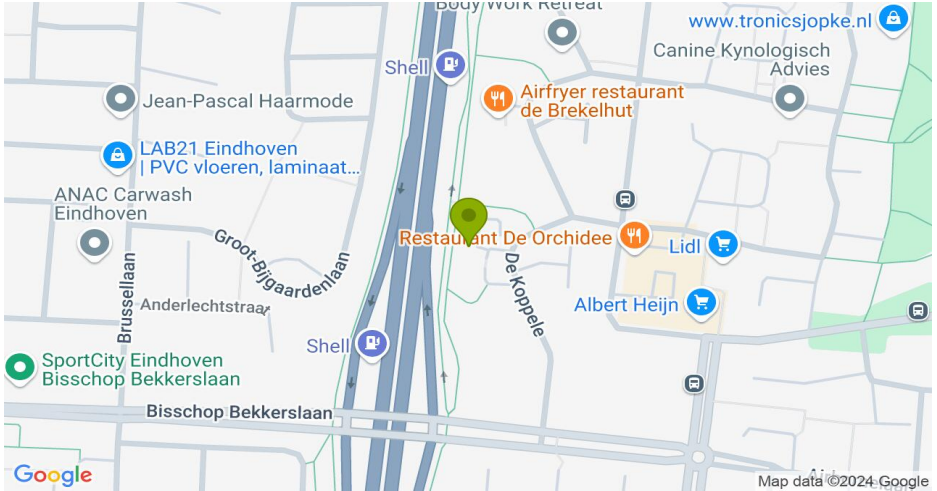 Body Work Retreat
www.tronicsjopke.nl
Shell
Canine Kynologisch
Advies
Jean-Pascal Haarmode
Airfryer restaurant
de Brekelhut
LAB21 Eindhoven
| PVC vloeren, laminaat...
ANAC Carwash
Eindhoven
Groot-Bijgaardenlaan
Restaurant De Orchidee
Lidl
De Koppele
Brussellaan
Anderlechtstraat
Albert Heijn
Shell
SportCity Eindhoven
Bisschop Bekkerslaan
Bisschop Bekkerslaan
Google
Map data ©2024 Google